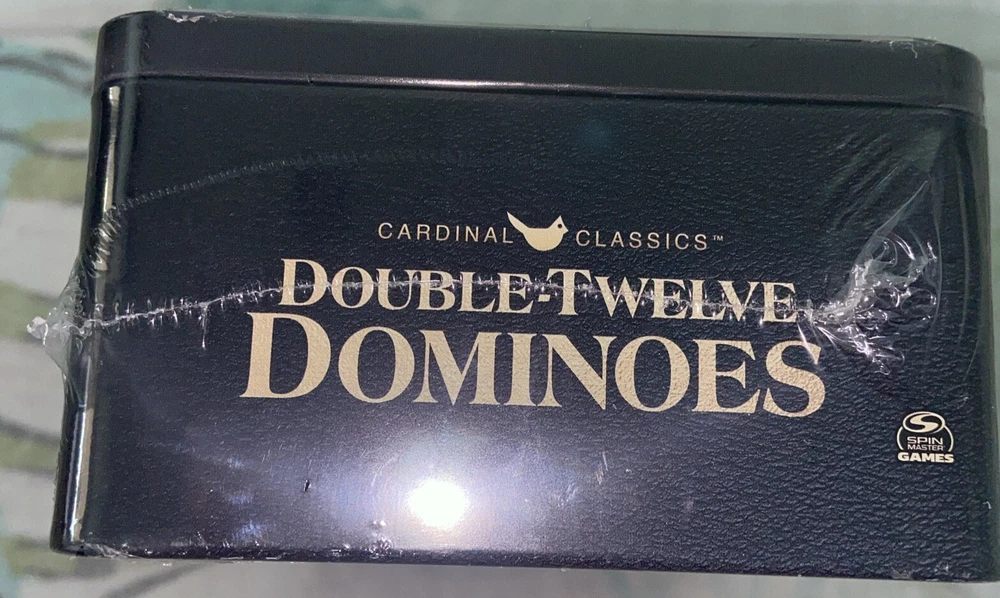 CARDINAL CLASSICS™
DOUBLE-TWELVE
DOMINOES
SPIN
MASTER
GAMES